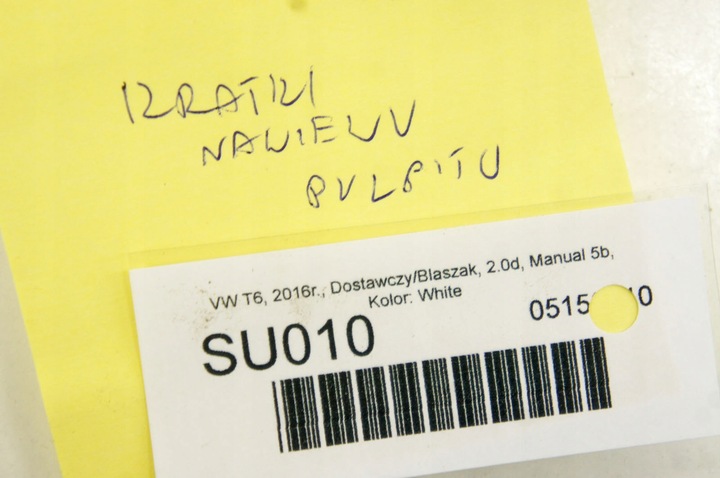 KRATKI
NAWIEWU
PULPITU
VW T6, 2016r., Dostawczy/Blaszak, 2.0d, Manual 5b,
Kolor: White
SU010